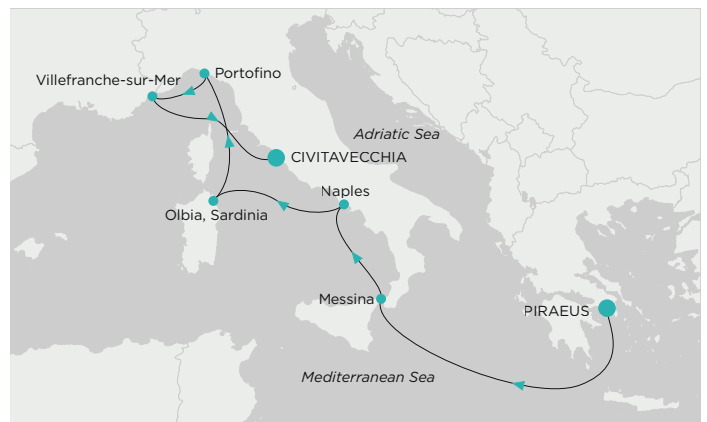 Portofino
Villefranche-sur-Mer
Adriatic Sea
CIVITAVECCHIA
Naples
Olbia, Sardinia
Messina
PIRAEUS
Mediterranean Sea